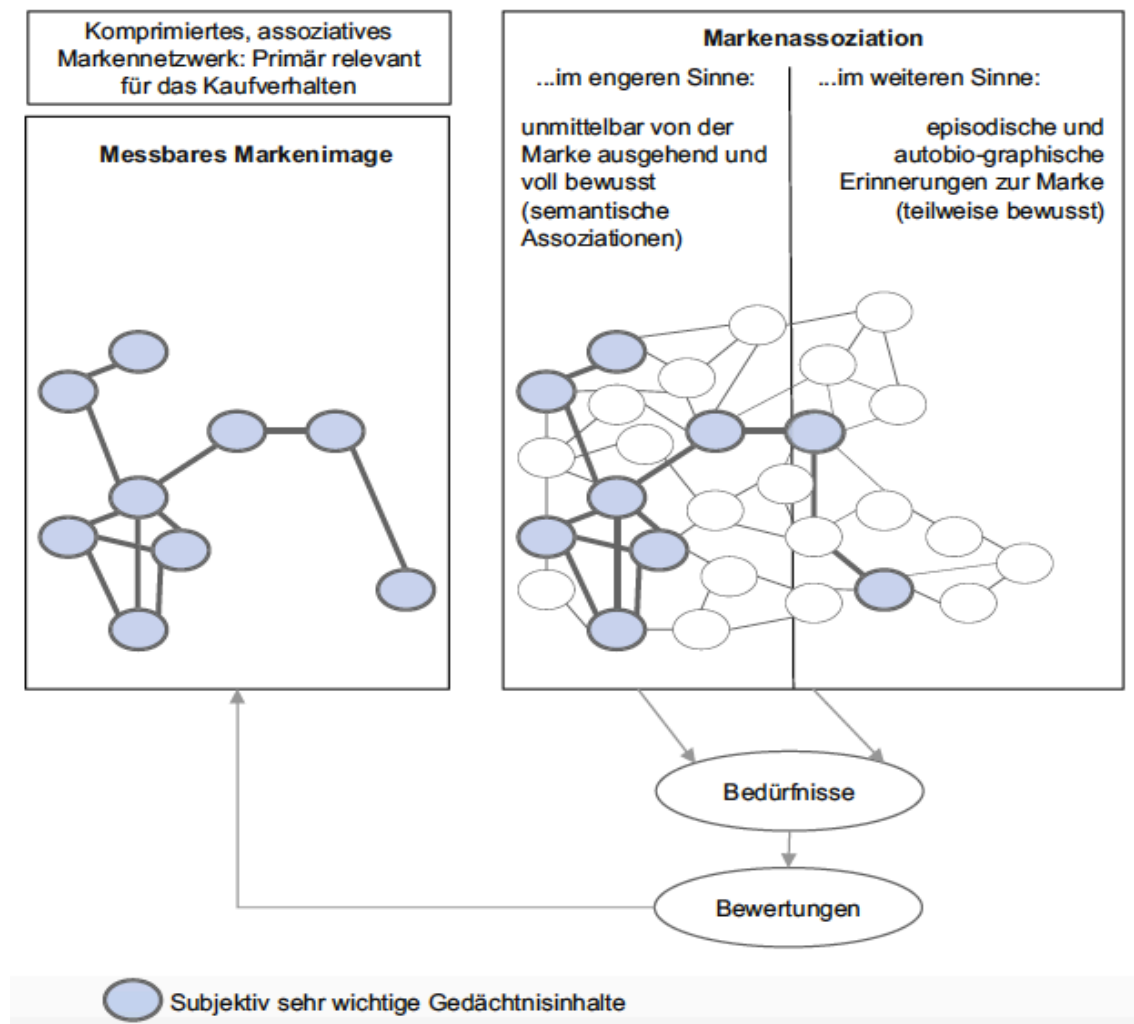 Komprimiertes, assoziatives
Markennetzwerk: Primär relevant
für das Kaufverhalten
Messbares Markenimage
Markenassoziation
...im engeren Sinne:
unmittelbar von der
Marke ausgehend und
voll bewusst
(semantische
Assoziationen)
...im weiteren Sinne:
episodische und
autobio-graphische
Erinnerungen zur Marke
(teilweise bewusst)
Bedürfnisse
Bewertungen
Subjektiv sehr wichtige Gedächtnisinhalte